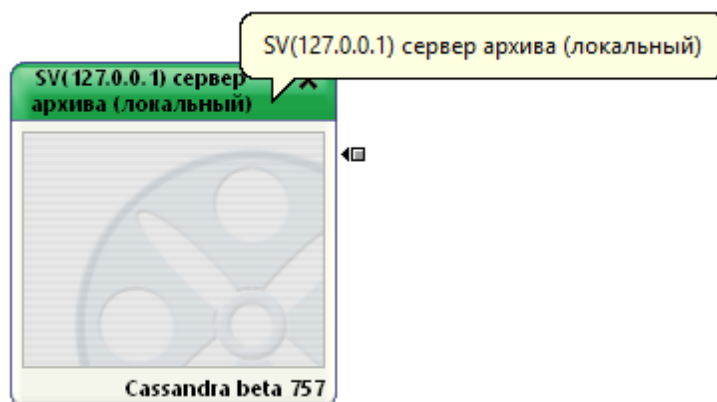 SV(127.0.0.1) сервер архива (локальный)
SV(127.0.0.1) сервер
архива (локальный)
Cassandra beta 757